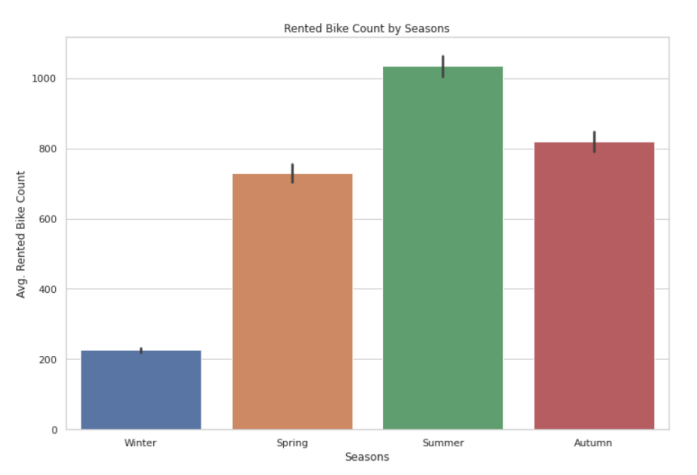 Rented Bike Count by Seasons
Avg. Rented Bike Count
1000
800
600
400
200
0
Winter
Spring
Summer
Autumn
Seasons